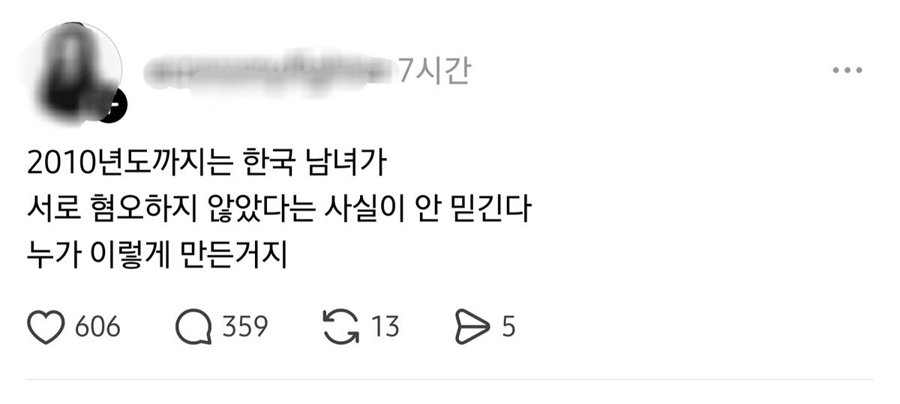 7시간
2010년도까지는 한국 남녀가
서로 혐오하지 않았다는 사실이 안 믿긴다
누가 이렇게 만든거지
606 359 13 5